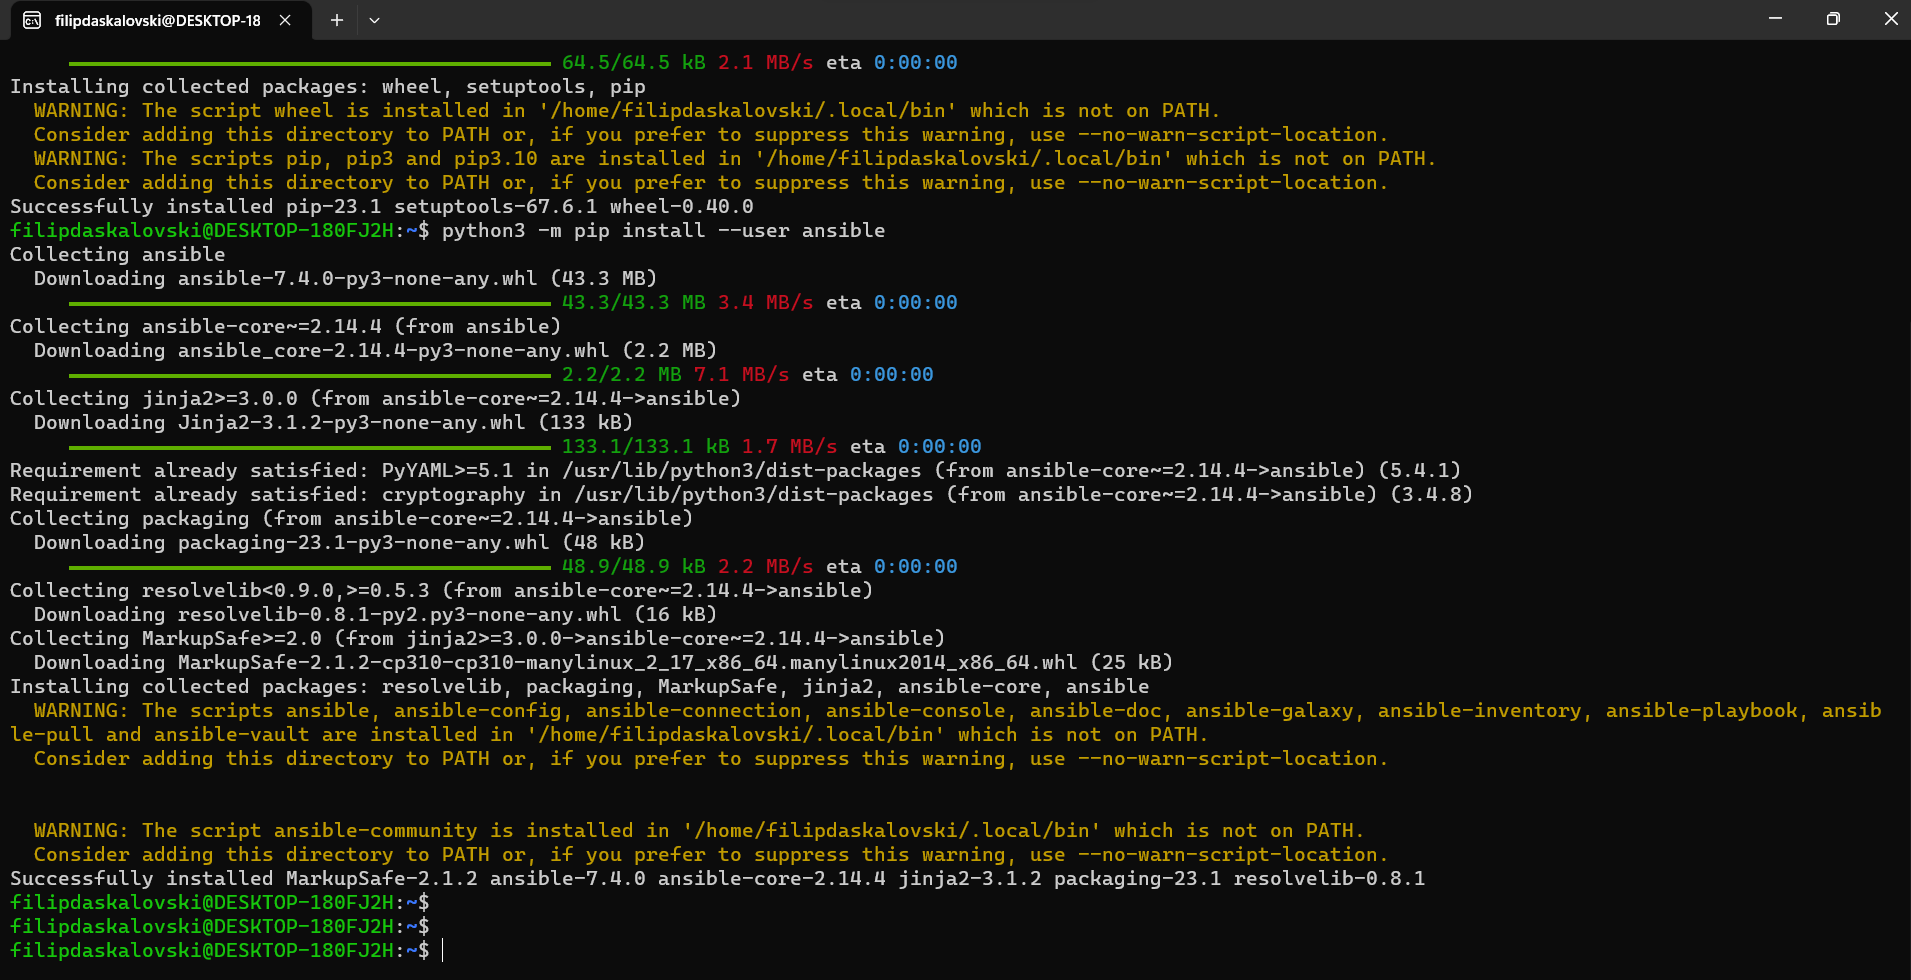 filipdaskalovski@DESKTOP-18
64.5/64.5 kB 2.1 MB/s eta 0:00:00
Installing collected packages: wheel, setuptools, pip
WARNING: The script wheel is installed in '/home/filipdaskalovski/.local/bin' which is not on PATH.
Consider adding this directory to PATH or, if you prefer to suppress this warning, use --no-warn-script-location.
WARNING: The scripts pip, pip3 and pip3.10 are installed in '/home/filipdaskalovski/.local/bin' which is not on PATH.
Consider adding this directory to PATH or, if you prefer to suppress this warning, use --no-warn-script-location.
Successfully installed pip-23.1 setuptools-67.6.1 wheel-0.40.0
filipdaskalovski@DESKTOP-180FJ2H:~$ python3 -m pip install --user ansible
Collecting ansible
Downloading ansible-7.4.0-py3-none-any.whl (43.3 MB)
43.3/43.3 MB 3.4 MB/s eta 0:00:00
Collecting ansible-core~=2.14.4 (from ansible)
Downloading ansible_core-2.14.4-py3-none-any.whl (2.2 MB)
2.2/2.2 MB 7.1 MB/s eta 0:00:00
Collecting jinja2>=3.0.0 (from ansible-core~=2.14.4->ansible)
Downloading Jinja2-3.1.2-py3-none-any.whl (133 kB)
133.1/133.1 kB 1.7 MB/s eta 0:00:00
Requirement already satisfied: PyYAML>=5.1 in /usr/lib/python3/dist-packages (from ansible-core~=2.14.4->ansible) (5.4.1)
Requirement already satisfied: cryptography in /usr/lib/python3/dist-packages (from ansible-core~=2.14.4->ansible) (3.4.8)
Collecting packaging (from ansible-core~=2.14.4->ansible)
Downloading packaging-23.1-py3-none-any.whl (48 kB)
48.9/48.9 kB 2.2 MB/s eta 0:00:00
Collecting resolvelib<0.9.0,>=0.5.3 (from ansible-core~=2.14.4->ansible)
Downloading resolvelib-0.8.1-py2.py3-none-any.whl (16 kB)
Collecting MarkupSafe>=2.0 (from jinja2>=3.0.0->ansible-core~=2.14.4->ansible)
Downloading MarkupSafe-2.1.2-cp310-cp310-manylinux_2_17_x86_64.manylinux2014_x86_64.whl (25 kB)
Installing collected packages: resolvelib, packaging, MarkupSafe, jinja2, ansible-core, ansible
WARNING: The scripts ansible, ansible-config, ansible-connection, ansible-console, ansible-doc, ansible-galaxy, ansible-inventory, ansible-playbook, ansib
le-pull and ansible-vault are installed in '/home/filipdaskalovski/.local/bin' which is not on PATH.
Consider adding this directory to PATH or, if you prefer to suppress this warning, use --no-warn-script-location.
WARNING: The script ansible-community is installed in '/home/filipdaskalovski/.local/bin' which is not on PATH.
Consider adding this directory to PATH or, if you prefer to suppress this warning, use --no-warn-script-location.
Successfully installed MarkupSafe-2.1.2 ansible-7.4.0 ansible-core-2.14.4 jinja2-3.1.2 packaging-23.1 resolvelib-0.8.1
filipdaskalovski@DESKTOP-180FJ2H:~$
filipdaskalovski@DESKTOP-180FJ2H:~$
filipdaskalovski@DESKTOP-180FJ2H:~$